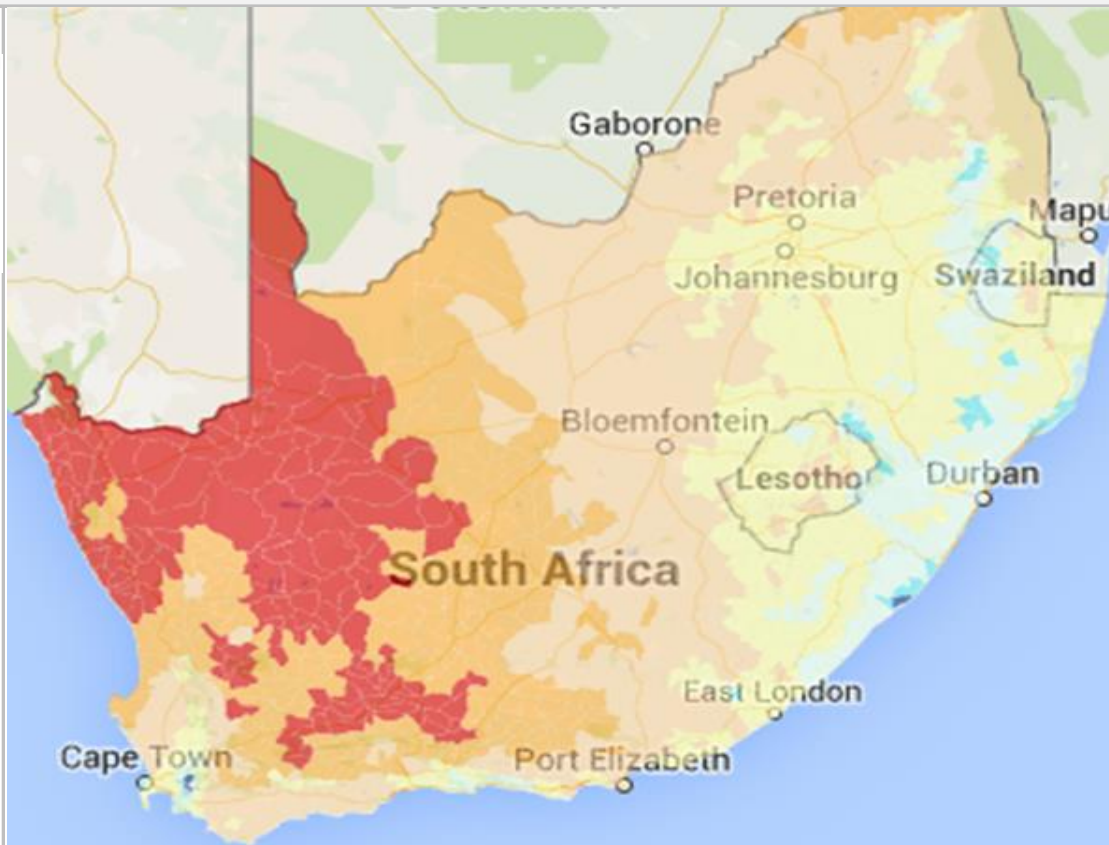 Gaborone
Pretoria
Mapu
Johannesburg
Swaziland
Bloemfontein
Lesotho
Durban
South Africa
East London
Cape Town
Port Elizabeth